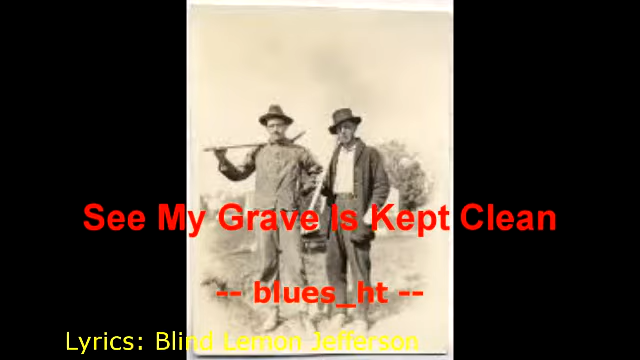 See My Grave Is Kept Clean
-- blues_ht --
Lyrics: Blind Lemon Jefferson